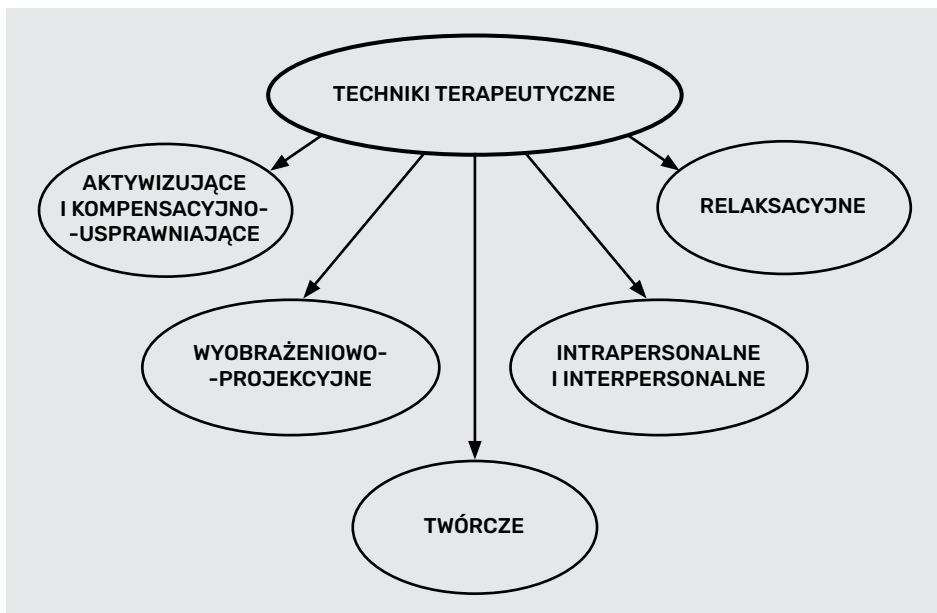 TECHNIKI TERAPEUTYCZNE
AKTYWIZUJĄCE
I KOMPENSACYJNO-
-USPRAWNIAJĄCE
RELAKSACYJNE
WYOBRAŻENIOWO-
-PROJEKCYJNE
INTRAPERSONALNE
I INTERPERSONALNE
TWÓRCZE